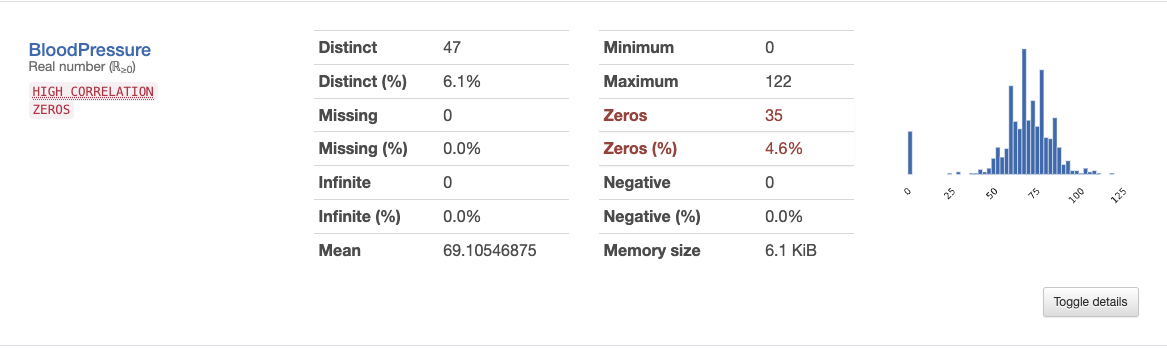 BloodPressure
Real number (ℝ≥0)
HIGH CORRELATION
ZEROS
Distinct 47
Distinct (%) 6.1%
Missing 0
Missing (%) 0.0%
Infinite 0
Infinite (%) 0.0%
Mean 69.10546875
Minimum 0
Maximum 122
Zeros 35
Zeros (%) 4.6%
Negative 0
Negative (%) 0.0%
Memory size 6.1 KiB
0 25 50 75 100 125
Toggle details